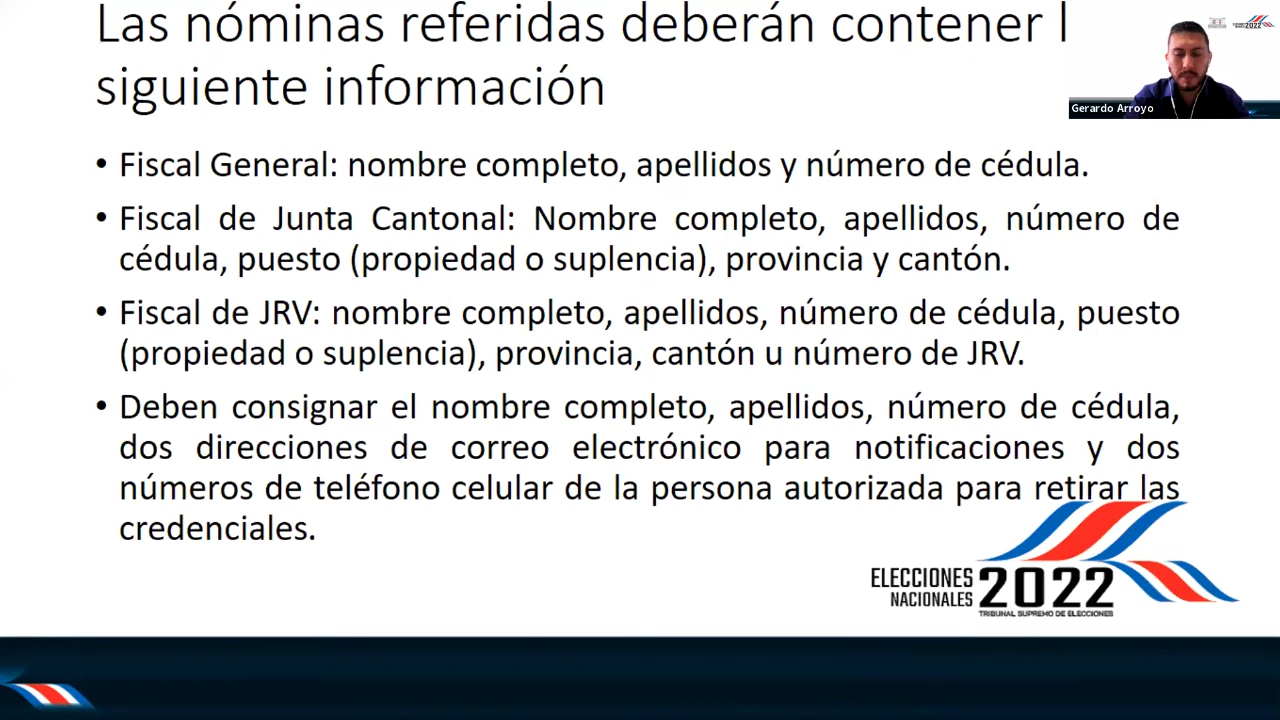 Las nóminas referidas deberán contener l
siguiente información
Gerardo Arroyo
• Fiscal General: nombre completo, apellidos y número de cédula.
• Fiscal de Junta Cantonal: Nombre completo, apellidos, número de
cédula, puesto (propiedad o suplencia), provincia y cantón.
• Fiscal de JRV: nombre completo, apellidos, número de cédula, puesto
(propiedad o suplencia), provincia, cantón u número de JRV.
• Deben consignar el nombre completo, apellidos, número de cédula,
dos direcciones de correo electrónico para notificaciones y dos
números de teléfono celular de la persona autorizada para retirar las
credenciales.
ELECCIONES
NACIONALES
2022
TRIBUNAL SUPREMO DE ELECCIONES
2022